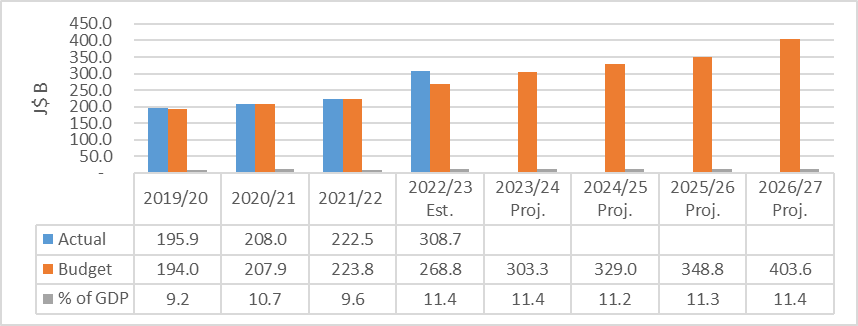 450.0
400.0
350.0
300.0
250.0
200.0
150.0
100.0
50.0
-
J$ B
2019/20 2020/21 2021/22 2022/23 Est. 2023/24 Proj. 2024/25 Proj. 2025/26 Proj. 2026/27 Proj.
Actual 195.9 208.0 222.5 308.7
Budget 194.0 207.9 223.8 268.8 303.3 329.0 348.8 403.6
% of GDP 9.2 10.7 9.6 11.4 11.4 11.2 11.3 11.4